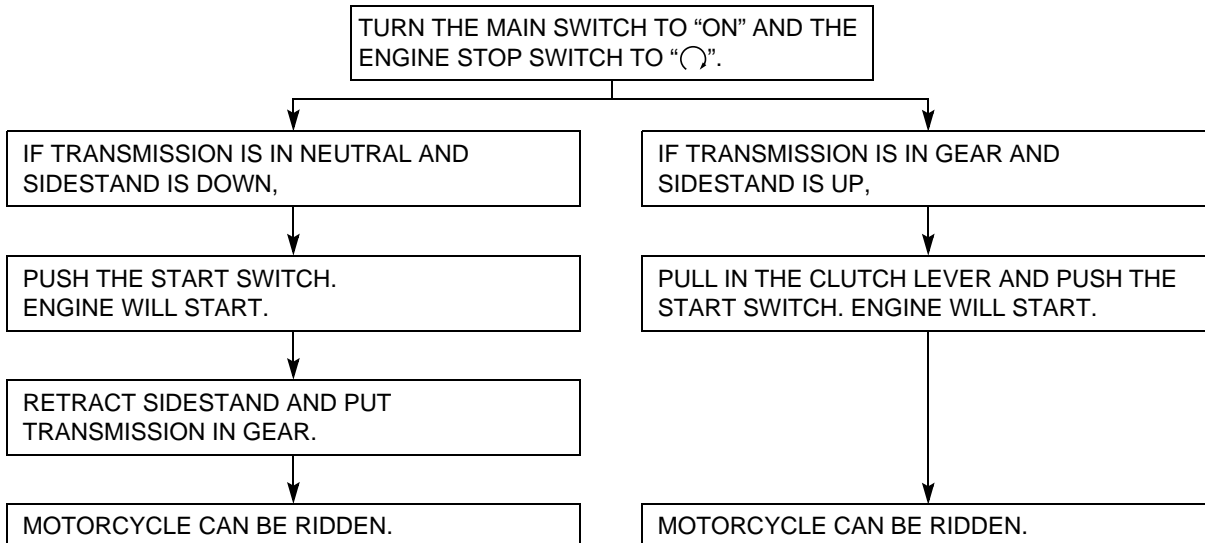 TURN THE MAIN SWITCH TO “ON” AND THE
ENGINE STOP SWITCH TO “ ”.
IF TRANSMISSION IS IN NEUTRAL AND
SIDESTAND IS DOWN,
PUSH THE START SWITCH.
ENGINE WILL START.
RETRACT SIDESTAND AND PUT
TRANSMISSION IN GEAR.
MOTORCYCLE CAN BE RIDDEN.
IF TRANSMISSION IS IN GEAR AND
SIDESTAND IS UP,
PULL IN THE CLUTCH LEVER AND PUSH THE
START SWITCH. ENGINE WILL START.
MOTORCYCLE CAN BE RIDDEN.